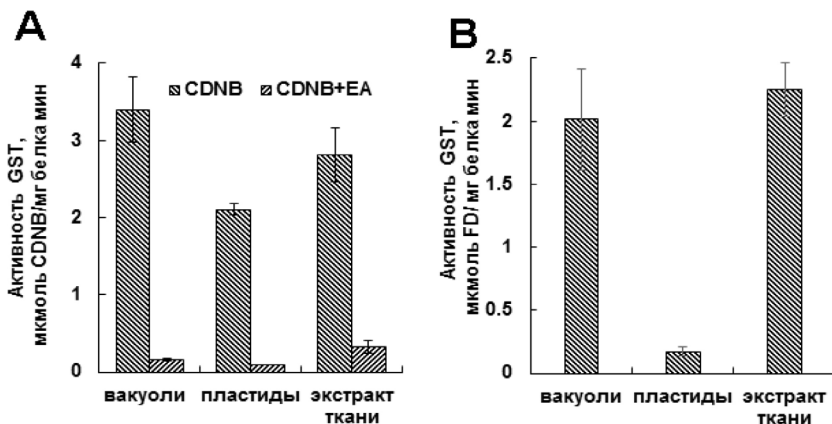 A
Активность GST,
мкмоль CDNB/мг белка мин
4
3
2
1
0
CDNB
CDNB+EA
вакуоли
пластиды
экстракт
ткани
B
Активность GST,
мкмоль FD/ мг белка мин
2.5
2
1.5
1
0.5
0
вакуоли
пластиды
экстракт
ткани